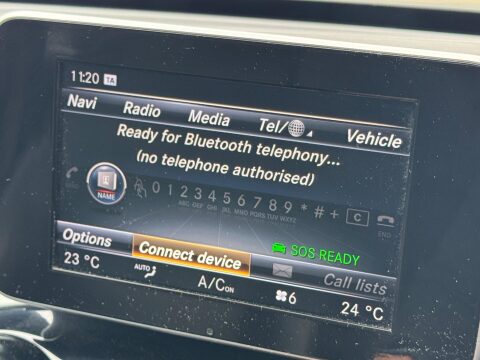 11:20 TA
Navi Radio Media Tel/ Vehicle
Ready for Bluetooth telephony...
(no telephone authorised)
NAME
0 1 2 3 4 5 6 7 8 9 * # + C
ABC DEF GHI JKL MNO PQRS TUV WXYZ
END
SOS READY
Options Connect device Call lists
23 °C AUTO A/C ON 6 24 °C